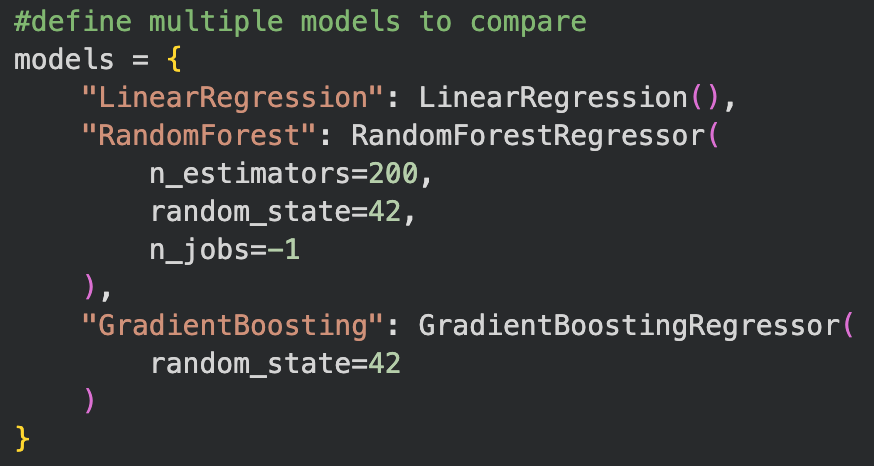 #define multiple models to compare
models = {
    "LinearRegression": LinearRegression(),
    "RandomForest": RandomForestRegressor(
        n_estimators=200,
        random_state=42,
        n_jobs=-1
    ),
    "GradientBoosting": GradientBoostingRegressor(
        random_state=42
    )
}